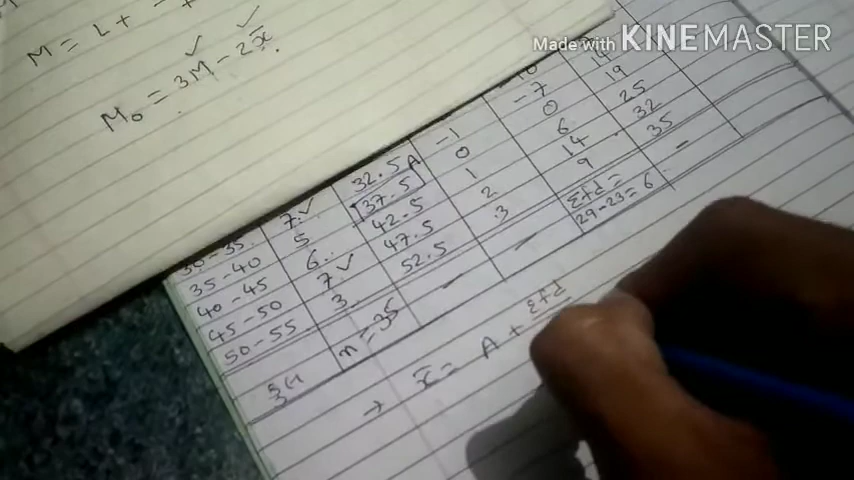 Made with KINEMASTER
M = L +
M₀ = 3M - 2x̄.
-10 14
30-35 7✓ 32.5 -1 -7 19
35-40 5 37.5 A 0 0 25
40-45 6 42.5 1 6 32
45-50 7✓ 47.5 2 14 35
50-55 3 52.5 3 9 -
n = 35 - - Σfd = 29-23=6
→ x̄ = A + Σfd